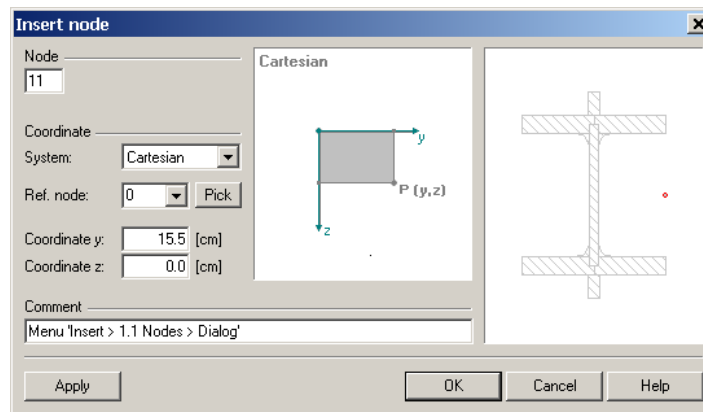 Insert node
Node
11
Coordinate
System: Cartesian
Ref. node: 0 Pick
Coordinate y: 15.5 [cm]
Coordinate z: 0.0 [cm]
Cartesian
y
P (y,z)
z
Comment
Menu 'Insert > 1.1 Nodes > Dialog'
Apply OK Cancel Help